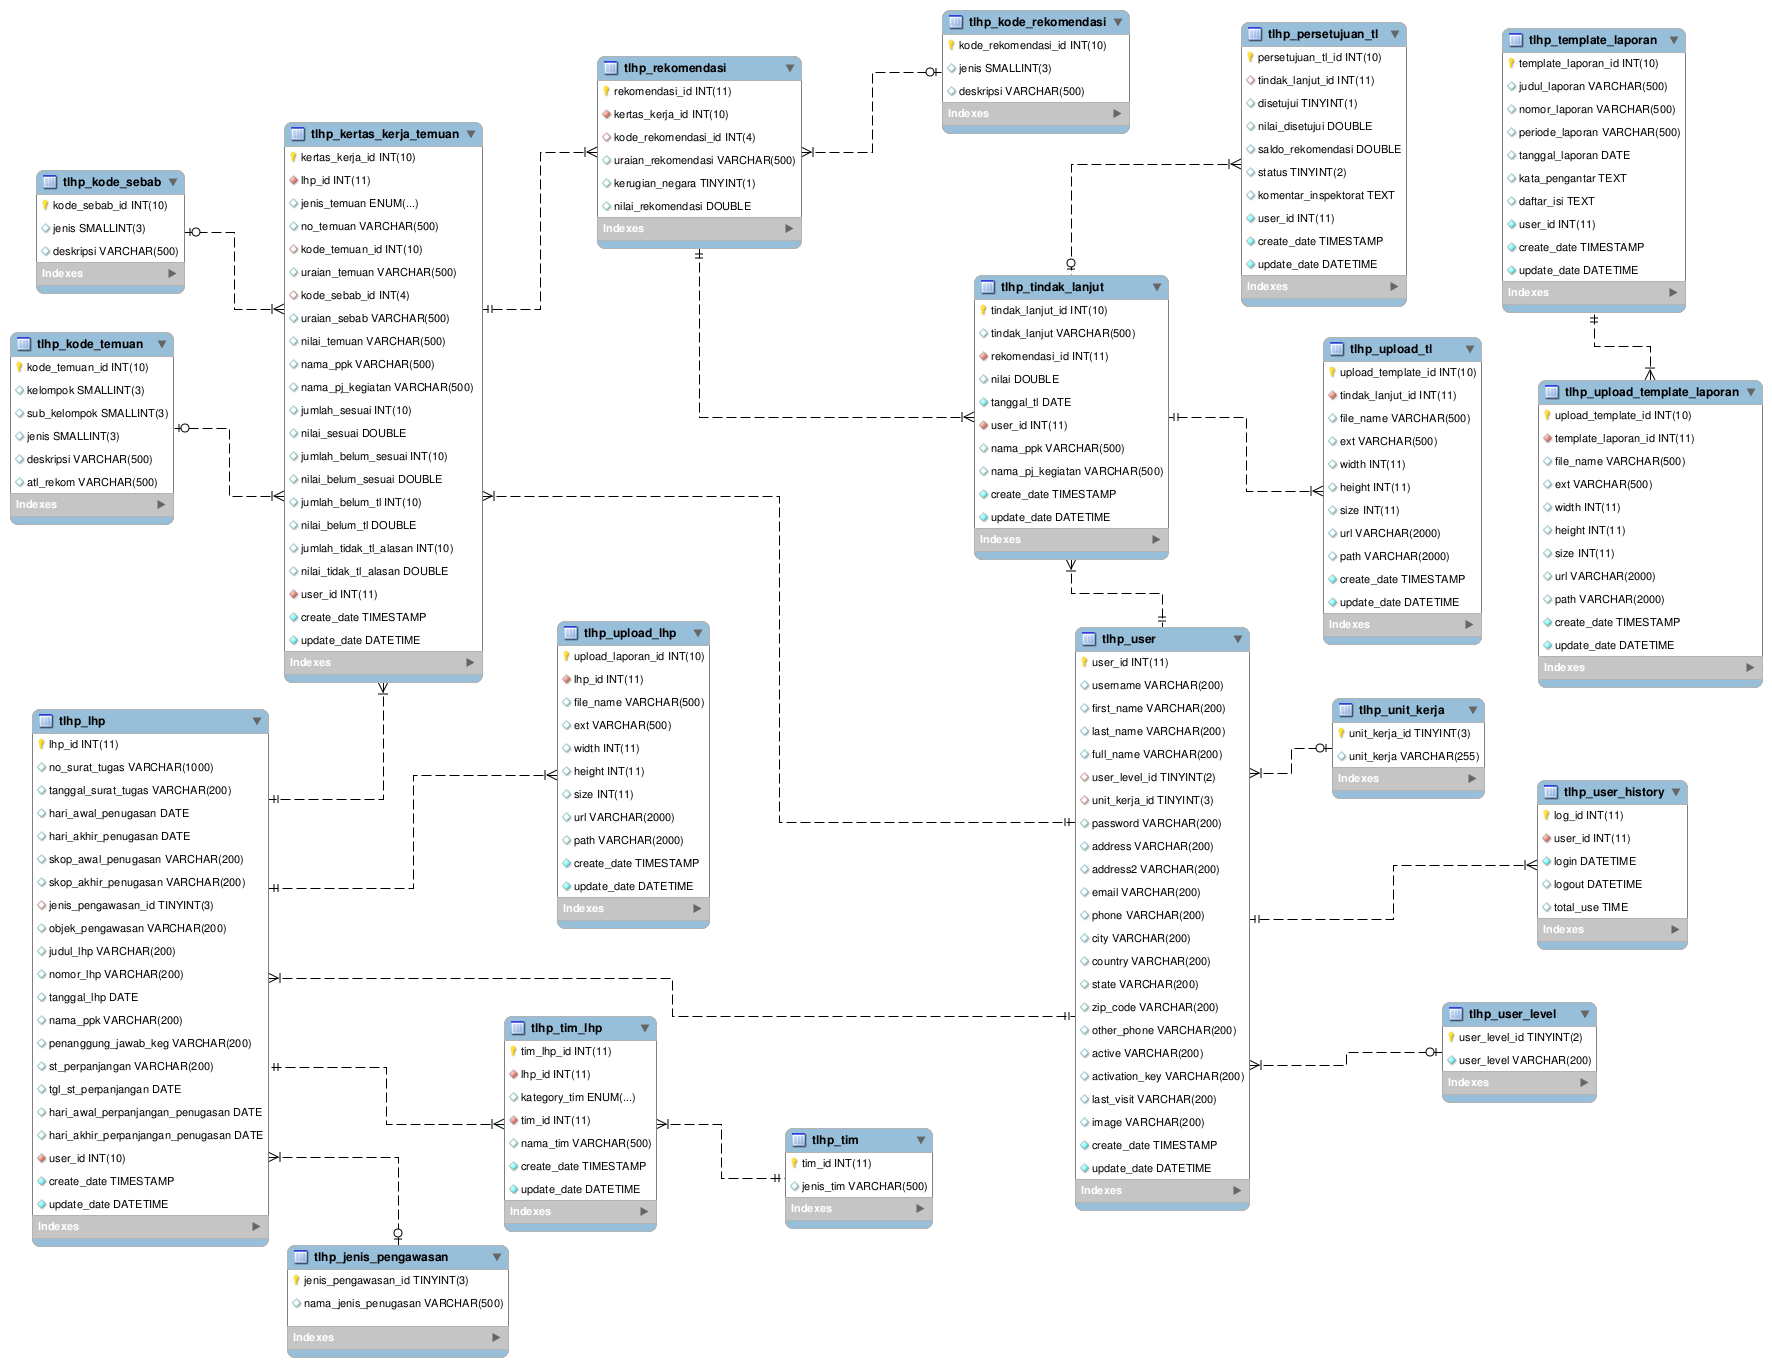 tlhp_kode_rekomendasi
kode_rekomendasi_id INT(10)
jenis SMALLINT(3)
deskripsi VARCHAR(500)
Indexes
tlhp_persetujuan_tl
persetujuan_tl_id INT(10)
tindak_lanjut_id INT(11)
disetujui TINYINT(1)
nilai_disetujui DOUBLE
saldo_rekomendasi DOUBLE
status TINYINT(2)
komentar_inspektorat TEXT
user_id INT(11)
create_date TIMESTAMP
update_date DATETIME
Indexes
tlhp_template_laporan
template_laporan_id INT(10)
judul_laporan VARCHAR(500)
nomor_laporan VARCHAR(500)
periode_laporan VARCHAR(500)
tanggal_laporan DATE
kata_pengantar TEXT
daftar_isi TEXT
user_id INT(11)
create_date TIMESTAMP
update_date DATETIME
Indexes
tlhp_rekomendasi
rekomendasi_id INT(11)
kertas_kerja_id INT(10)
kode_rekomendasi_id INT(4)
uraian_rekomendasi VARCHAR(500)
kerugian_negara TINYINT(1)
nilai_rekomendasi DOUBLE
Indexes
tlhp_kertas_kerja_temuan
kertas_kerja_id INT(10)
lhp_id INT(11)
jenis_temuan ENUM(...)
no_temuan VARCHAR(500)
kode_temuan_id INT(10)
uraian_temuan VARCHAR(500)
kode_sebab_id INT(4)
uraian_sebab VARCHAR(500)
nilai_temuan VARCHAR(500)
nama_ppk VARCHAR(500)
nama_pj_kegiatan VARCHAR(500)
jumlah_sesuai INT(10)
nilai_sesuai DOUBLE
jumlah_belum_sesuai INT(10)
nilai_belum_sesuai DOUBLE
jumlah_belum_tl INT(10)
nilai_belum_tl DOUBLE
jumlah_tidak_tl_alasan INT(10)
nilai_tidak_tl_alasan DOUBLE
user_id INT(11)
create_date TIMESTAMP
update_date DATETIME
Indexes
tlhp_kode_sebab
kode_sebab_id INT(10)
jenis SMALLINT(3)
deskripsi VARCHAR(500)
Indexes
tlhp_kode_temuan
kode_temuan_id INT(10)
kelompok SMALLINT(3)
sub_kelompok SMALLINT(3)
jenis SMALLINT(3)
deskripsi VARCHAR(500)
atl_rekom VARCHAR(500)
Indexes
tlhp_tindak_lanjut
tindak_lanjut_id INT(10)
tindak_lanjut VARCHAR(500)
rekomendasi_id INT(11)
nilai DOUBLE
tanggal_tl DATE
user_id INT(11)
nama_ppk VARCHAR(500)
nama_pj_kegiatan VARCHAR(500)
create_date TIMESTAMP
update_date DATETIME
Indexes
tlhp_upload_tl
upload_template_id INT(10)
tindak_lanjut_id INT(11)
file_name VARCHAR(500)
ext VARCHAR(500)
width INT(11)
height INT(11)
size INT(11)
url VARCHAR(2000)
path VARCHAR(2000)
create_date TIMESTAMP
update_date DATETIME
Indexes
tlhp_upload_template_laporan
upload_template_id INT(10)
template_laporan_id INT(11)
file_name VARCHAR(500)
ext VARCHAR(500)
width INT(11)
height INT(11)
size INT(11)
url VARCHAR(2000)
path VARCHAR(2000)
create_date TIMESTAMP
update_date DATETIME
Indexes
tlhp_upload_lhp
upload_laporan_id INT(10)
lhp_id INT(11)
file_name VARCHAR(500)
ext VARCHAR(500)
width INT(11)
height INT(11)
size INT(11)
url VARCHAR(2000)
path VARCHAR(2000)
create_date TIMESTAMP
update_date DATETIME
Indexes
tlhp_user
user_id INT(11)
username VARCHAR(200)
first_name VARCHAR(200)
last_name VARCHAR(200)
full_name VARCHAR(200)
user_level_id TINYINT(2)
unit_kerja_id TINYINT(3)
password VARCHAR(200)
address VARCHAR(200)
address2 VARCHAR(200)
email VARCHAR(200)
phone VARCHAR(200)
city VARCHAR(200)
country VARCHAR(200)
state VARCHAR(200)
zip_code VARCHAR(200)
other_phone VARCHAR(200)
active VARCHAR(200)
activation_key VARCHAR(200)
last_visit VARCHAR(200)
image VARCHAR(200)
create_date TIMESTAMP
update_date DATETIME
Indexes
tlhp_unit_kerja
unit_kerja_id TINYINT(3)
unit_kerja VARCHAR(255)
Indexes
tlhp_user_history
log_id INT(11)
user_id INT(11)
login DATETIME
logout DATETIME
total_use TIME
Indexes
tlhp_user_level
user_level_id TINYINT(2)
user_level VARCHAR(200)
Indexes
tlhp_lhp
lhp_id INT(11)
no_surat_tugas VARCHAR(1000)
tanggal_surat_tugas VARCHAR(200)
hari_awal_penugasan DATE
hari_akhir_penugasan DATE
skop_awal_penugasan VARCHAR(200)
skop_akhir_penugasan VARCHAR(200)
jenis_pengawasan_id TINYINT(3)
objek_pengawasan VARCHAR(200)
judul_lhp VARCHAR(200)
nomor_lhp VARCHAR(200)
tanggal_lhp DATE
nama_ppk VARCHAR(200)
penanggung_jawab_keg VARCHAR(200)
st_perpanjangan VARCHAR(200)
tgl_st_perpanjangan DATE
hari_awal_perpanjangan_penugasan DATE
hari_akhir_perpanjangan_penugasan DATE
user_id INT(10)
create_date TIMESTAMP
update_date DATETIME
Indexes
tlhp_tim_lhp
tim_lhp_id INT(11)
lhp_id INT(11)
kategory_tim ENUM(...)
tim_id INT(11)
nama_tim VARCHAR(500)
create_date TIMESTAMP
update_date DATETIME
Indexes
tlhp_tim
tim_id INT(11)
jenis_tim VARCHAR(500)
Indexes
tlhp_jenis_pengawasan
jenis_pengawasan_id TINYINT(3)
nama_jenis_penugasan VARCHAR(500)
Indexes